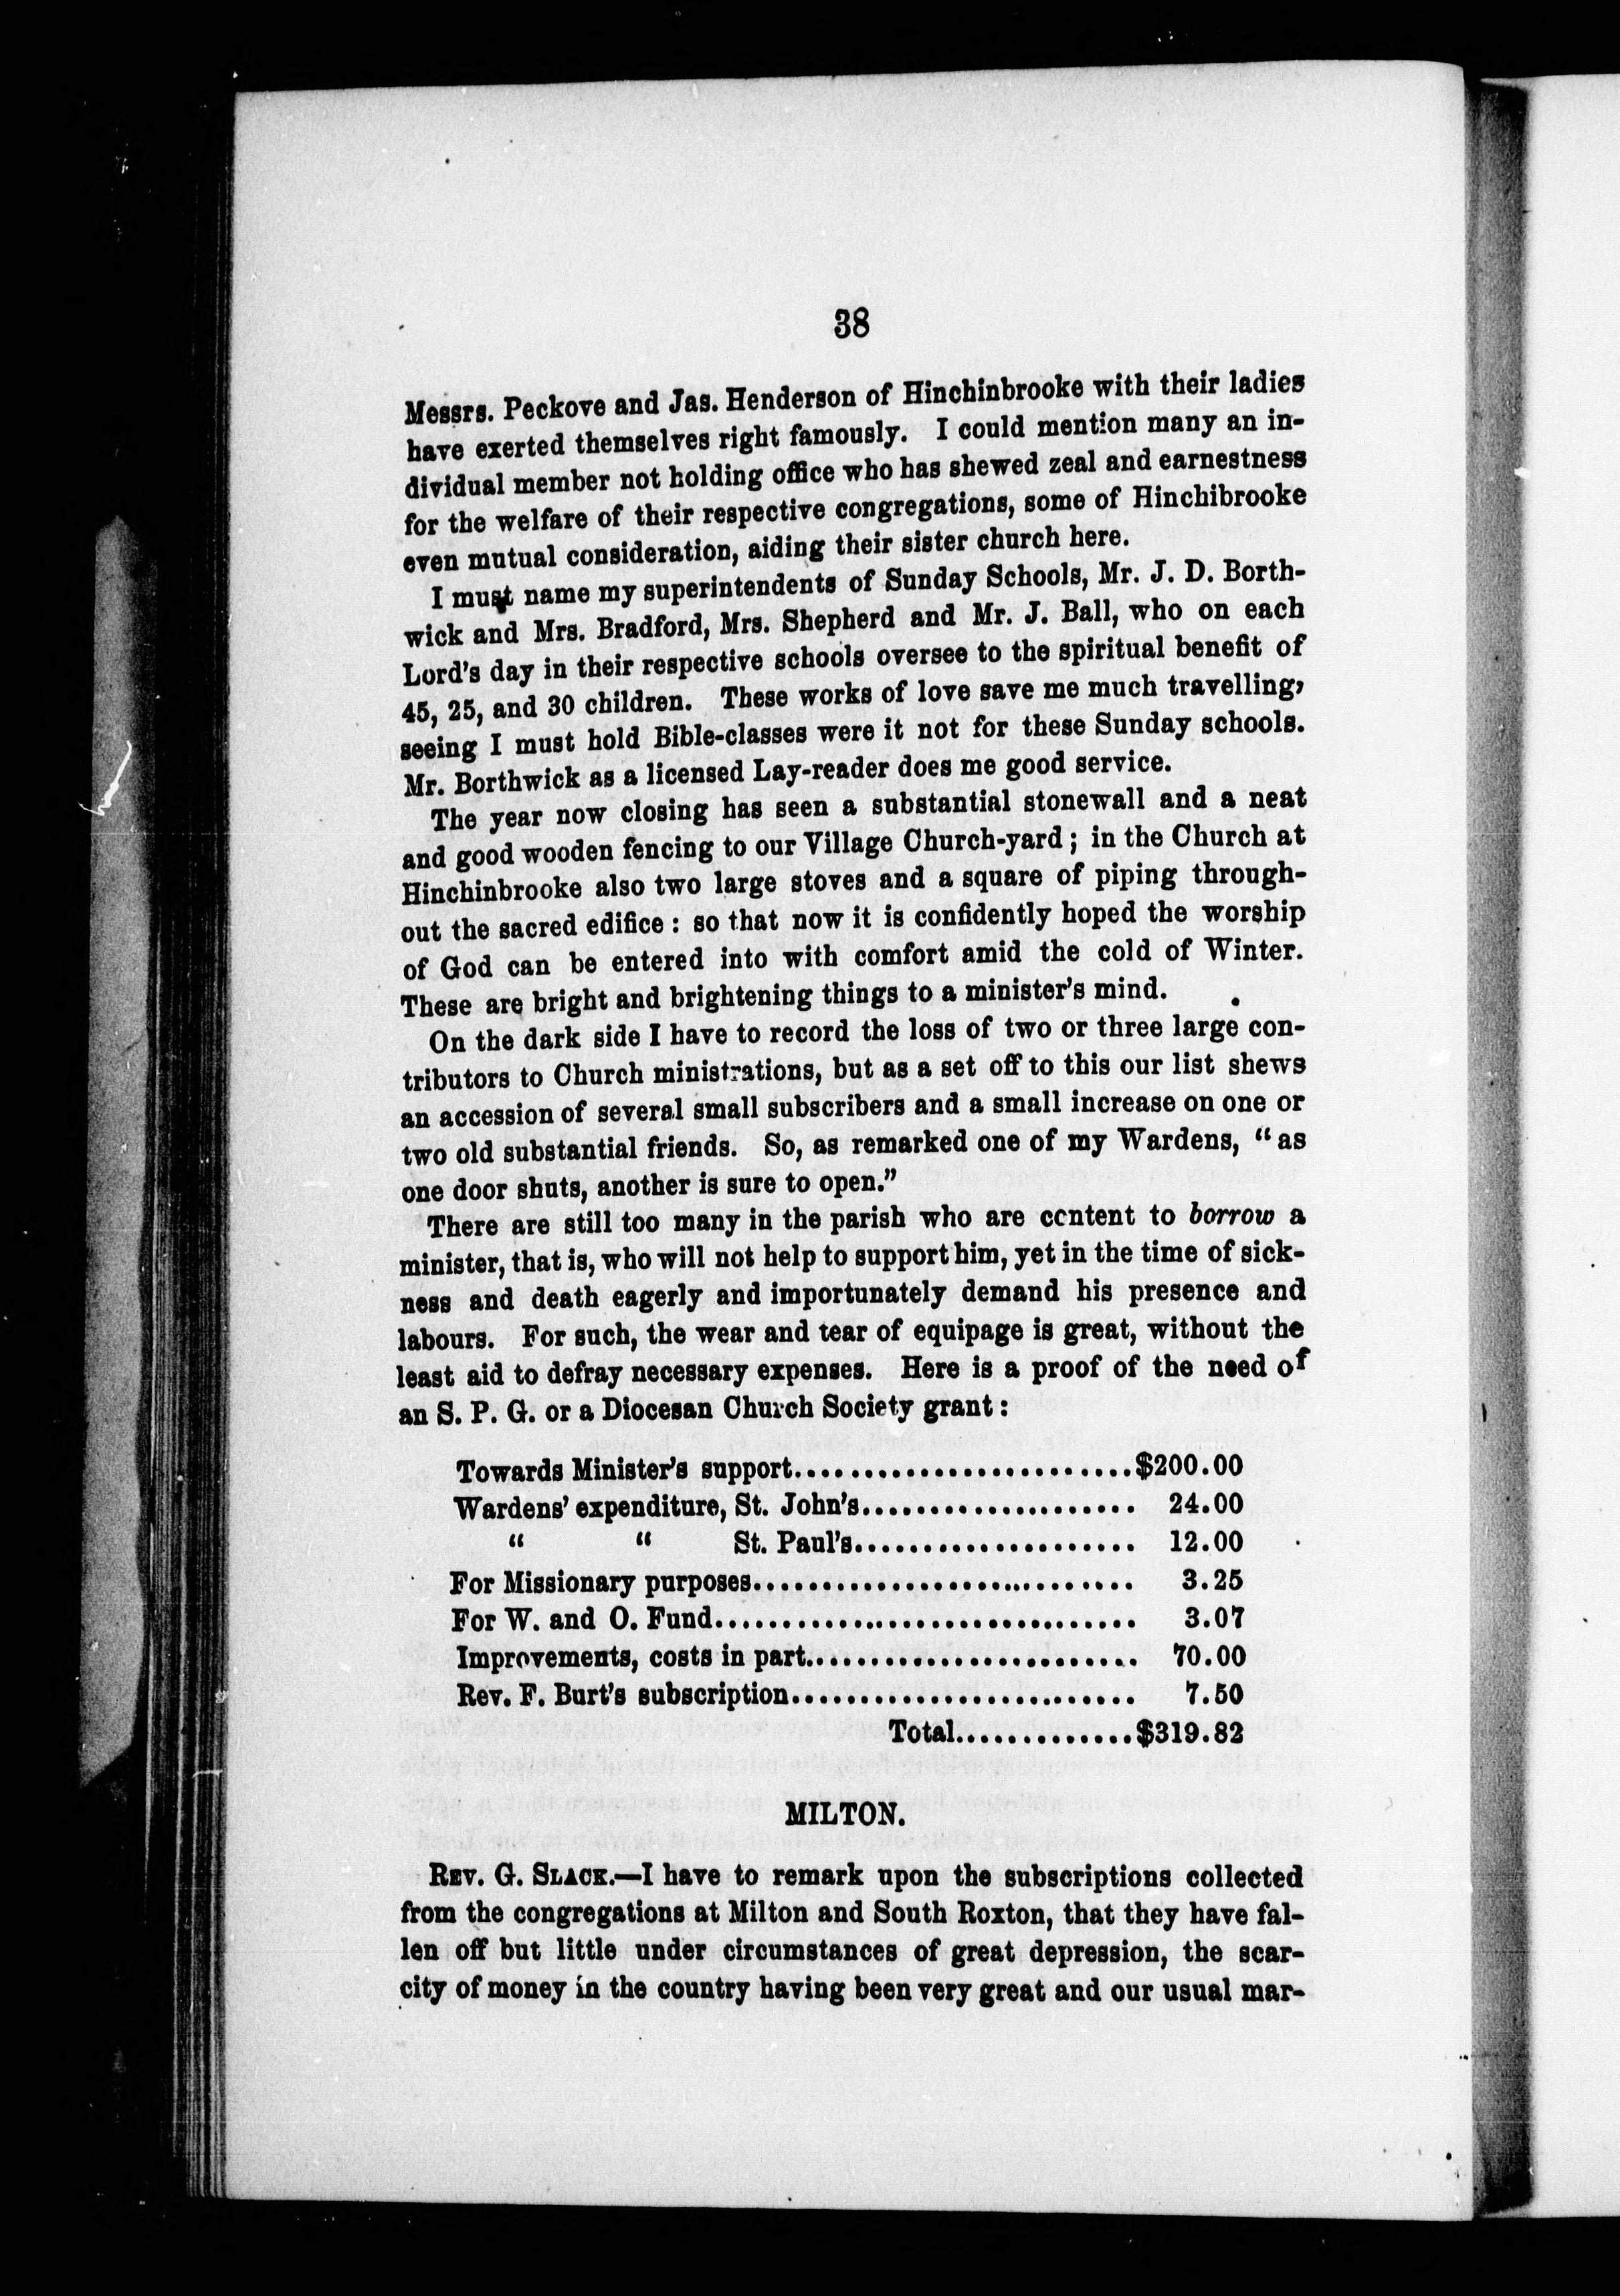 38
Messrs. Peckove and Jas. Henderson of Hinchinbrooke with their ladies
have exerted themselves right famously. I could mention many an in-
dividual member not holding office who has shewed zeal and earnestness
for the welfare of their respective congregations, some of Hinchibrooke
even mutual consideration, aiding their sister church here.
I must name my superintendents of Sunday Schools, Mr. J. D. Borth-
wick and Mrs. Bradford, Mrs. Shepherd and Mr. J. Ball, who on each
Lord's day in their respective schools oversee to the spiritual benefit of
45, 25, and 30 children. These works of love save me much travelling,
seeing I must hold Bible-classes were it not for these Sunday schools.
Mr. Borthwick as a licensed Lay-reader does me good service.
The year now closing has seen a substantial stonewall and a neat
and good wooden fencing to our Village Church-yard; in the Church at
Hinchinbrooke also two large stoves and a square of piping through-
out the sacred edifice: so that now it is confidently hoped the worship
of God can be entered into with comfort amid the cold of Winter.
These are bright and brightening things to a minister's mind.
On the dark side I have to record the loss of two or three large con-
tributors to Church ministrations, but as a set off to this our list shews
an accession of several small subscribers and a small increase on one or
two old substantial friends. So, as remarked one of my Wardens, "as
one door shuts, another is sure to open."
There are still too many in the parish who are content to borrow a
minister, that is, who will not help to support him, yet in the time of sick-
ness and death eagerly and importunately demand his presence and
labours. For such, the wear and tear of equipage is great, without the
least aid to defray necessary expenses. Here is a proof of the need of
an S. P. G. or a Diocesan Church Society grant:
Towards Minister's support........................$200.00
Wardens' expenditure, St. John's.................... 24.00
" " St. Paul's.................... 12.00
For Missionary purposes........................... 3.25
For W. and O. Fund.............................. 3.07
Improvements, costs in part........................ 70.00
Rev. F. Burt's subscription......................... 7.50
Total.............$319.82
MILTON.
REV. G. SLACK.—I have to remark upon the subscriptions collected
from the congregations at Milton and South Roxton, that they have fal-
len off but little under circumstances of great depression, the scar-
city of money in the country having been very great and our usual mar-